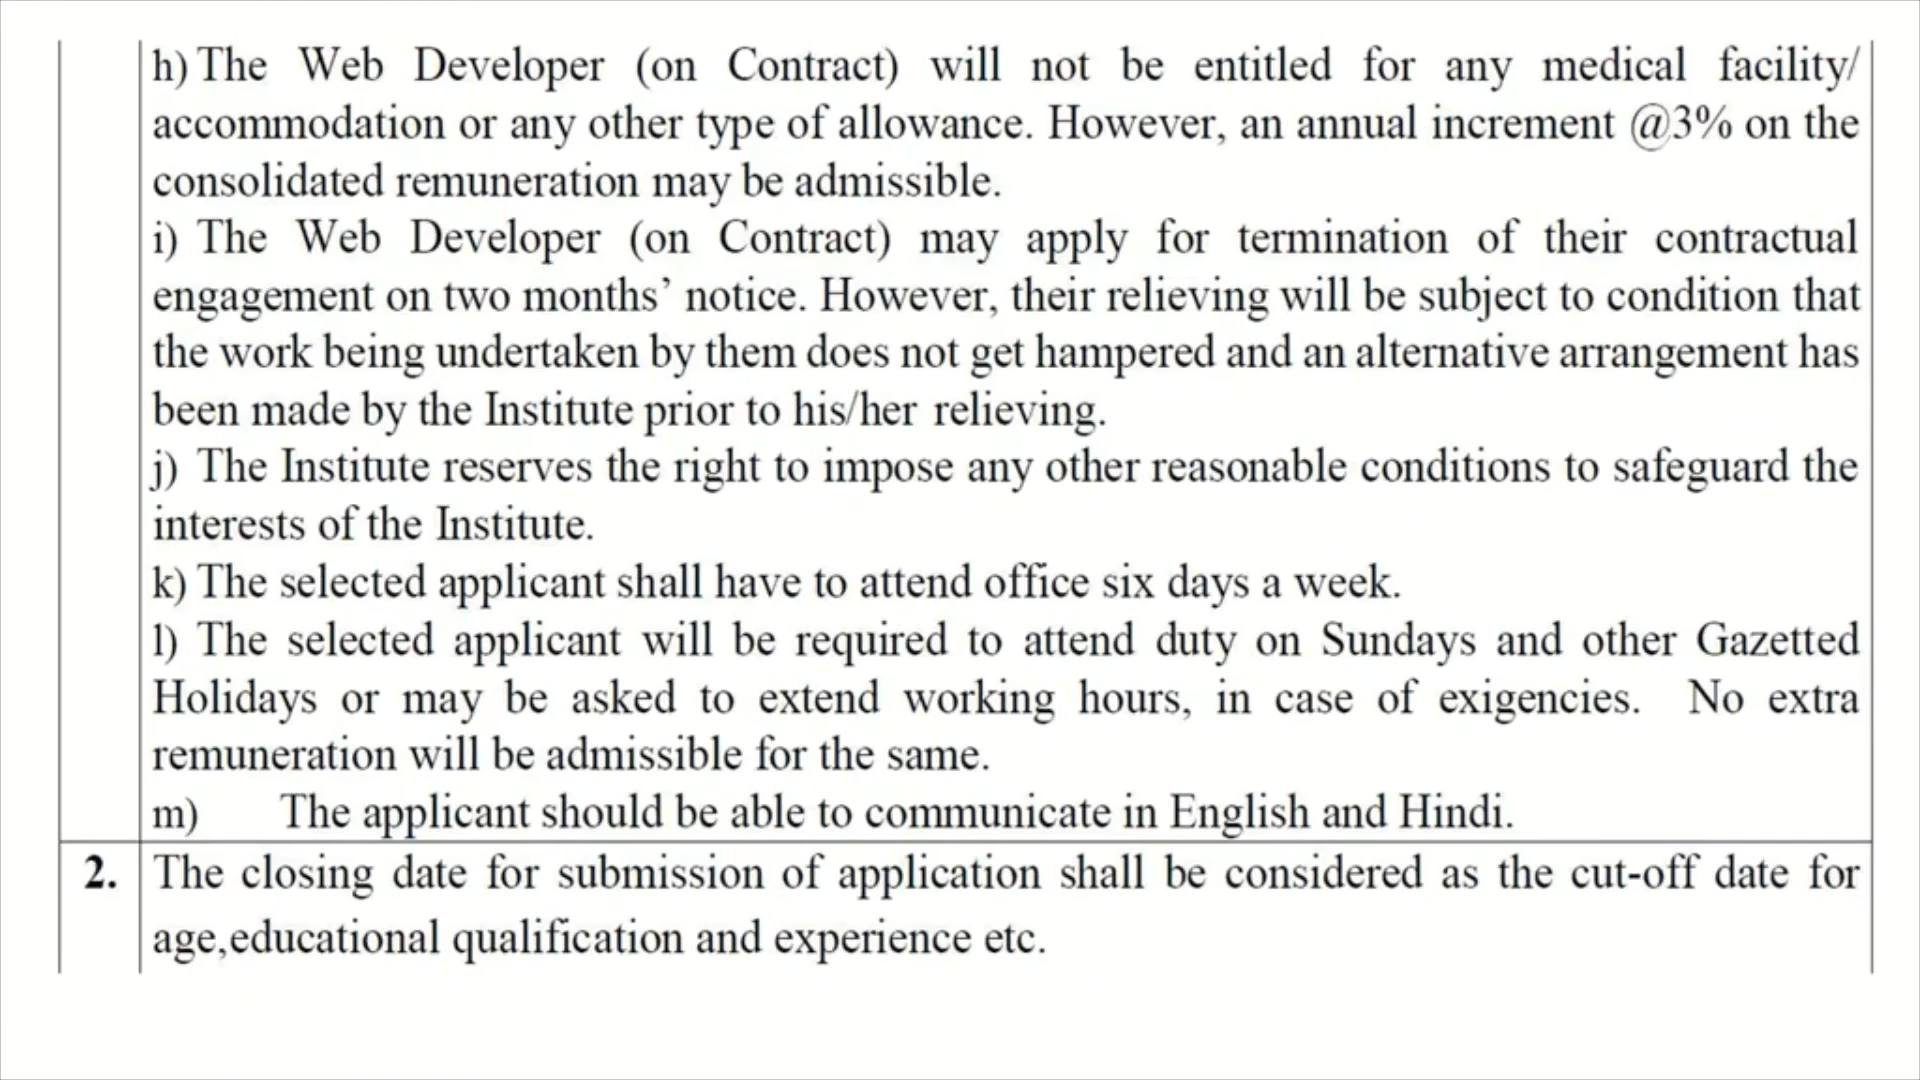 h) The Web Developer (on Contract) will not be entitled for any medical facility/
accommodation or any other type of allowance. However, an annual increment @3% on the
consolidated remuneration may be admissible.
i) The Web Developer (on Contract) may apply for termination of their contractual
engagement on two months’ notice. However, their relieving will be subject to condition that
the work being undertaken by them does not get hampered and an alternative arrangement has
been made by the Institute prior to his/her relieving.
j) The Institute reserves the right to impose any other reasonable conditions to safeguard the
interests of the Institute.
k) The selected applicant shall have to attend office six days a week.
l) The selected applicant will be required to attend duty on Sundays and other Gazetted
Holidays or may be asked to extend working hours, in case of exigencies. No extra
remuneration will be admissible for the same.
m) The applicant should be able to communicate in English and Hindi.
2. The closing date for submission of application shall be considered as the cut-off date for
age,educational qualification and experience etc.